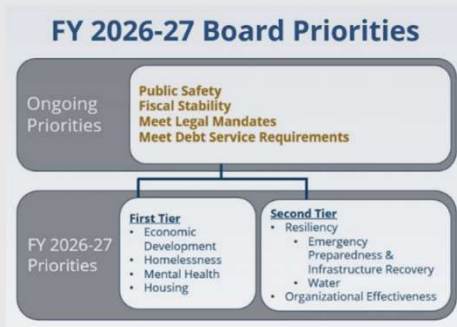 FY 2026-27 Board Priorities
Ongoing
Priorities
Public Safety
Fiscal Stability
Meet Legal Mandates
Meet Debt Service Requirements
FY 2026-27
Priorities
First Tier
• Economic
Development
• Homelessness
• Mental Health
• Housing
Second Tier
• Resiliency
• Emergency
Preparedness &
Infrastructure Recovery
• Water
• Organizational Effectiveness